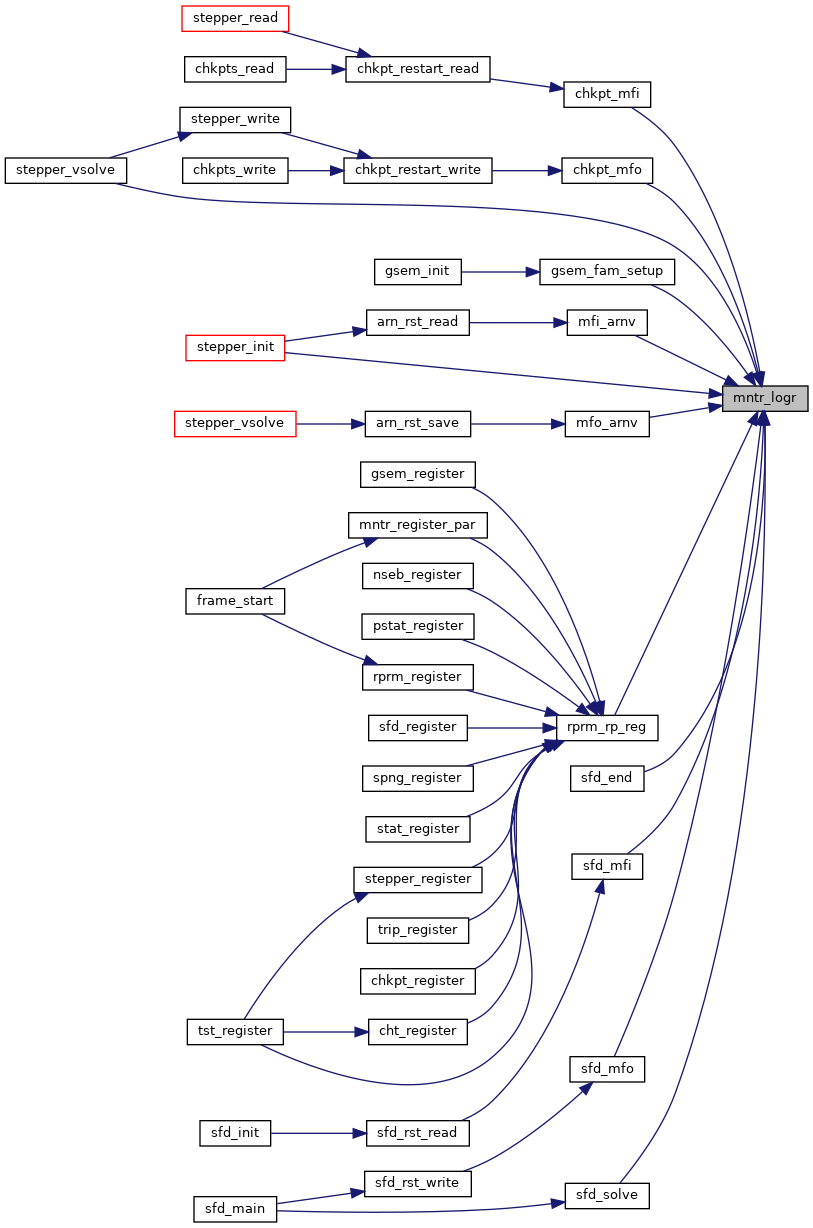 stepper_read
chkpts_read
chkpt_restart_read
chkpt_mfi
stepper_write
stepper_vsolve
chkpts_write
chkpt_restart_write
chkpt_mfo
gsem_init
gsem_fam_setup
arn_rst_read
mfi_arnv
stepper_init
mntr_logr
stepper_vsolve
arn_rst_save
mfo_arnv
gsem_register
mntr_register_par
nseb_register
frame_start
pstat_register
rprm_register
sfd_register
rprm_rp_reg
spng_register
sfd_end
stat_register
stepper_register
sfd_mfi
trip_register
chkpt_register
tst_register
cht_register
sfd_mfo
sfd_init
sfd_rst_read
sfd_rst_write
sfd_solve
sfd_main